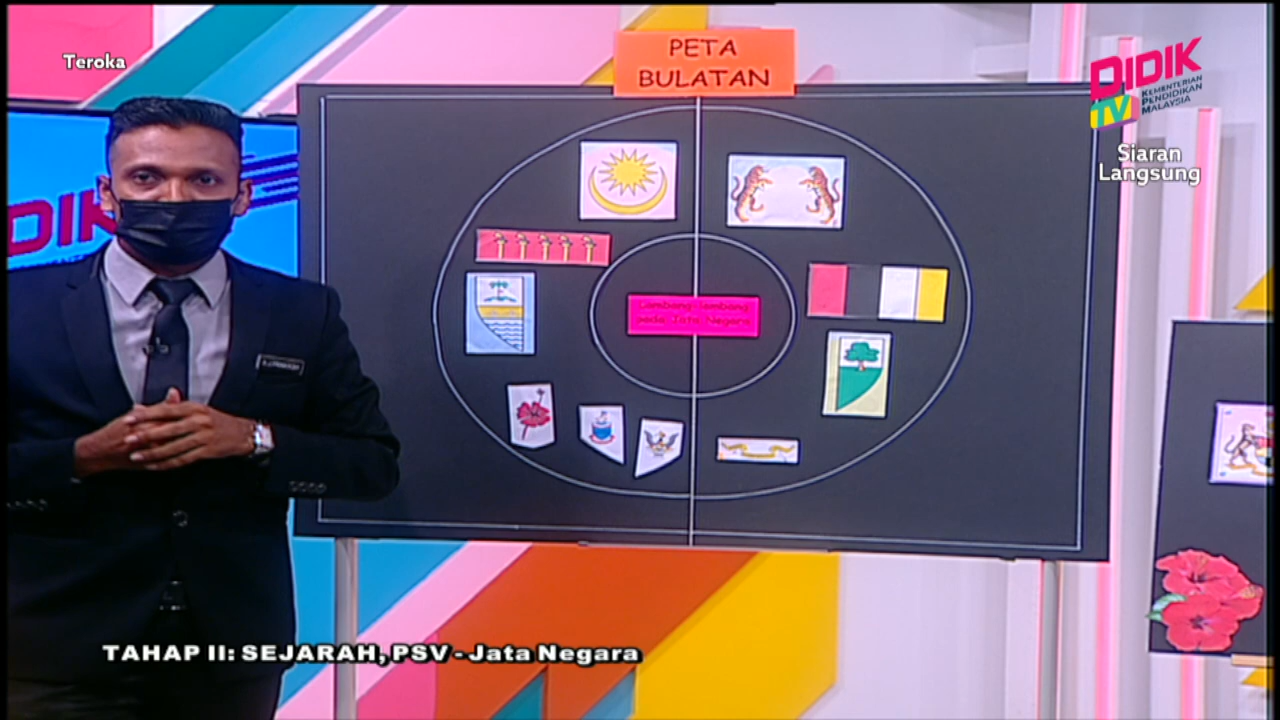 Teroka
PETA
BULATAN
DIDIK
TV
KEMENTERIAN
PENDIDIKAN
MALAYSIA
Siaran
Langsung
DIDIK
Lambang-lambang
pada Jata Negara
TAHAP II: SEJARAH, PSV - Jata Negara